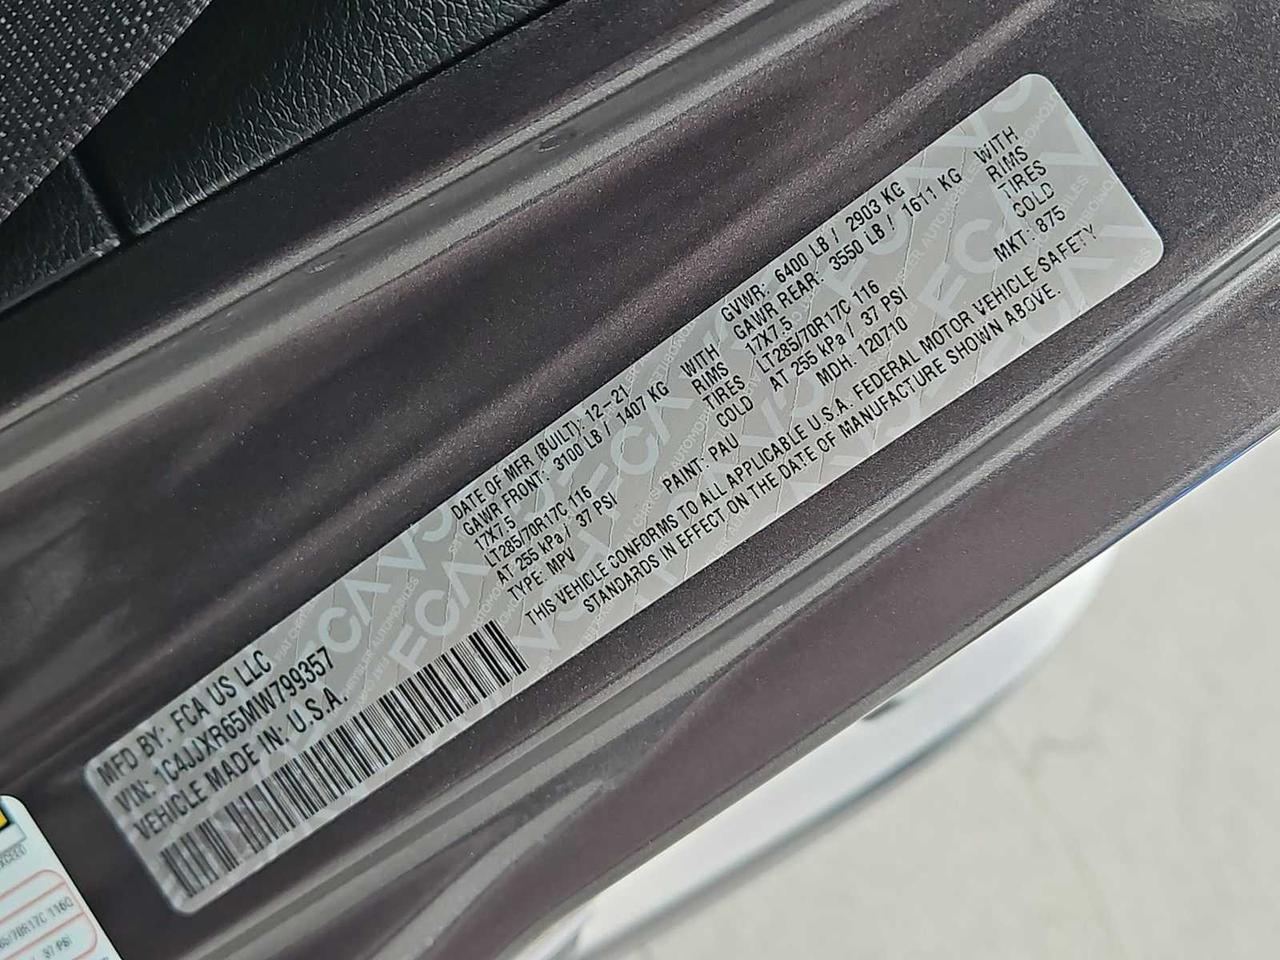 MFD BY: FCA US LLC
VIN: 1C4JJXR65MW799357
VEHICLE MADE IN: U.S.A.
DATE OF MFR (BUILT): 12-21
GAWR FRONT: 3100 LB / 1407 KG WITH
17X7.5 RIMS
LT285/70R17C 116 TIRES
AT 255 kPa / 37 PSI COLD
TYPE: MPV PAINT: PAU
GVWR: 6400 LB / 2903 KG
GAWR REAR: 3550 LB / 1611 KG WITH
17X7.5 RIMS
LT285/70R17C 116 TIRES
AT 255 kPa / 37 PSI COLD
MDH: 120710 MKT: 875
THIS VEHICLE CONFORMS TO ALL APPLICABLE U.S.A. FEDERAL MOTOR VEHICLE SAFETY
STANDARDS IN EFFECT ON THE DATE OF MANUFACTURE SHOWN ABOVE.
37 PSI